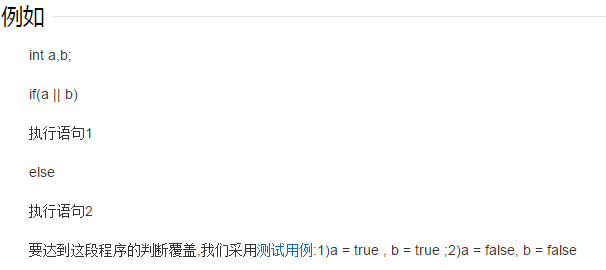 例如
int a,b;
if(a || b)
执行语句1
else
执行语句2
要达到这段程序的判断覆盖,我们采用测试用例:1)a = true , b = true ;2)a = false, b = false